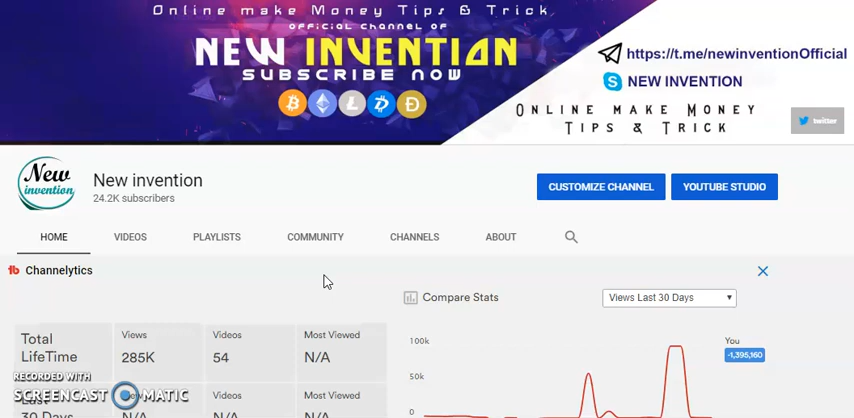 Online make Money Tips & Trick
OFFICIAL CHANNEL OF
NEW INVENTION
SUBSCRIBE NOW
https://t.me/newinventionOfficial
NEW INVENTION
ONLINE MAKE MONEY
TIPS & TRICK
twitter
New
invention
New invention
24.2K subscribers
CUSTOMIZE CHANNEL
YOUTUBE STUDIO
HOME
VIDEOS
PLAYLISTS
COMMUNITY
CHANNELS
ABOUT
tb Channelytics
Compare Stats
Views Last 30 Days
Total
LifeTime
Views
285K
Videos
54
Most Viewed
N/A
100k
50k
0
You
-1,395,160
RECORDED WITH
SCREENCAST MATIC
Last
30 Days
Views
N/A
Videos
N/A
Most Viewed
N/A